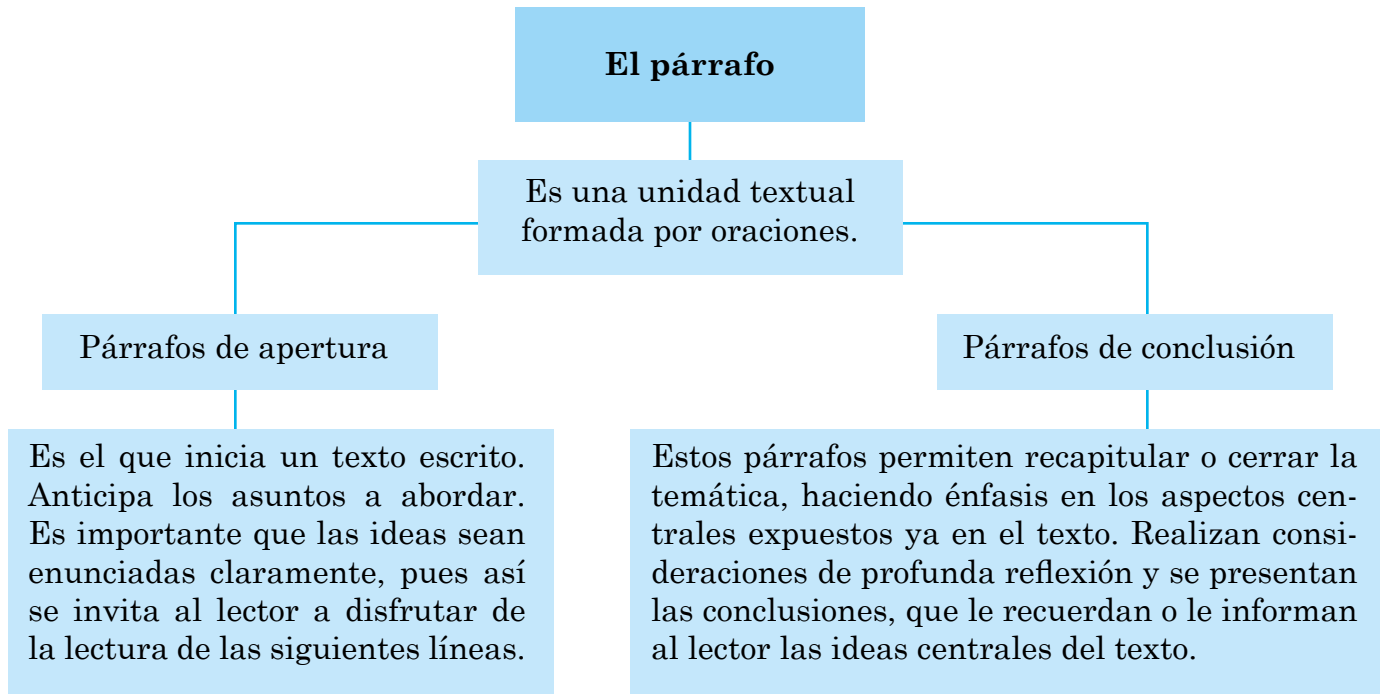 El párrafo
Es una unidad textual
formada por oraciones.
Párrafos de apertura
Párrafos de conclusión
Es el que inicia un texto escrito.
Anticipa los asuntos a abordar.
Es importante que las ideas sean
enunciadas claramente, pues así
se invita al lector a disfrutar de
la lectura de las siguientes líneas.
Estos párrafos permiten recapitular o cerrar la
temática, haciendo énfasis en los aspectos cen-
trales expuestos ya en el texto. Realizan consi-
deraciones de profunda reflexión y se presentan
las conclusiones, que le recuerdan o le informan
al lector las ideas centrales del texto.